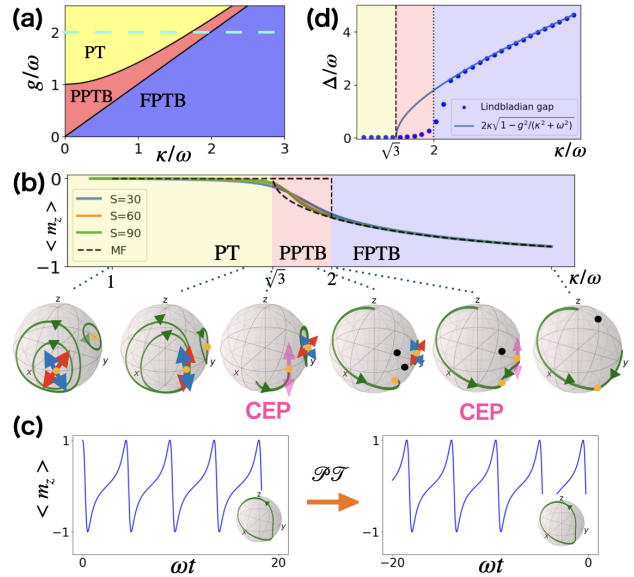 (a)
g/ω
2
1
0
PT
PPTB
FPTB
0
1
2
3
κ/ω
(d)
Δ/ω
4
2
0
Lindbladian gap
2κ√1−g²/(κ²+ω²)
√3
2
κ/ω
(b)
< m_z >
0
−1
S=30
S=60
S=90
MF
PT
PPTB
FPTB
1
√3
2
κ/ω
z
z
z
z
z
z
x
y
x
y
x
y
x
y
x
y
x
y
CEP
CEP
(c)
< m_z >
1
−1
0
20
ωt
z
x
y
𝒫𝒯
1
−1
−20
0
ωt
z
x
y